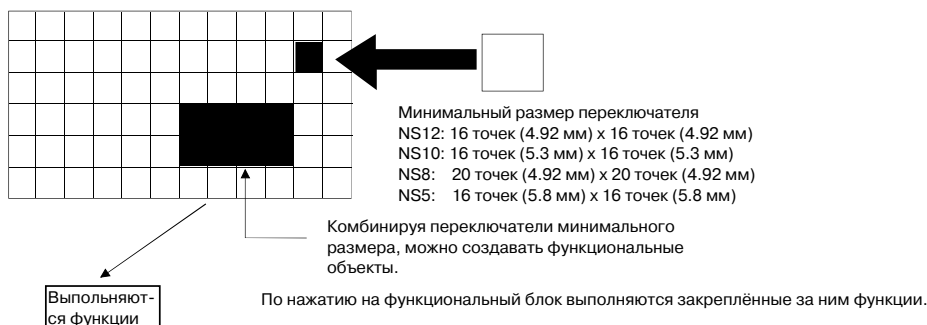 Минимальный размер переключателя
NS12: 16 точек (4.92 мм) x 16 точек (4.92 мм)
NS10: 16 точек (5.3 мм) x 16 точек (5.3 мм)
NS8: 20 точек (4.92 мм) x 20 точек (4.92 мм)
NS5: 16 точек (5.8 мм) x 16 точек (5.8 мм)
Комбинируя переключатели минимального
размера, можно создавать функциональные
объекты.
Выпольняют-
ся функции
По нажатию на функциональный блок выполняются закреплённые за ним функции.